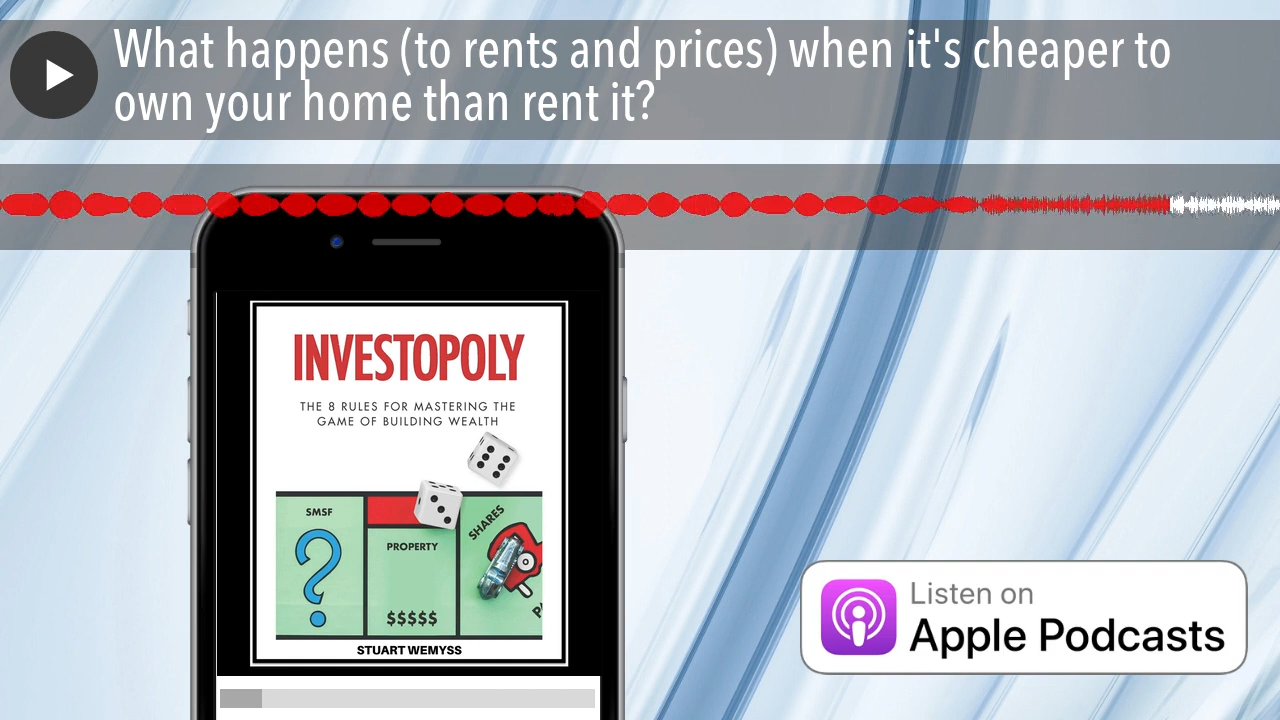 What happens (to rents and prices) when it's cheaper to
own your home than rent it?
INVESTOPOLY
THE 8 RULES FOR MASTERING THE
GAME OF BUILDING WEALTH
SMSF
?
PROPERTY
$$$$$
SHARES
STUART WEMYSS
Listen on
Apple Podcasts